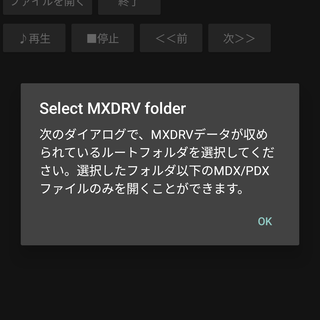 ファイルを開く 終了
♪再生 ■停止 <<前 次>>
Select MXDRV folder
次のダイアログで、MXDRVデータが収め
られているルートフォルダを選択してくだ
さい。選択したフォルダ以下のMDX/PDX
ファイルのみを開くことができます。
OK